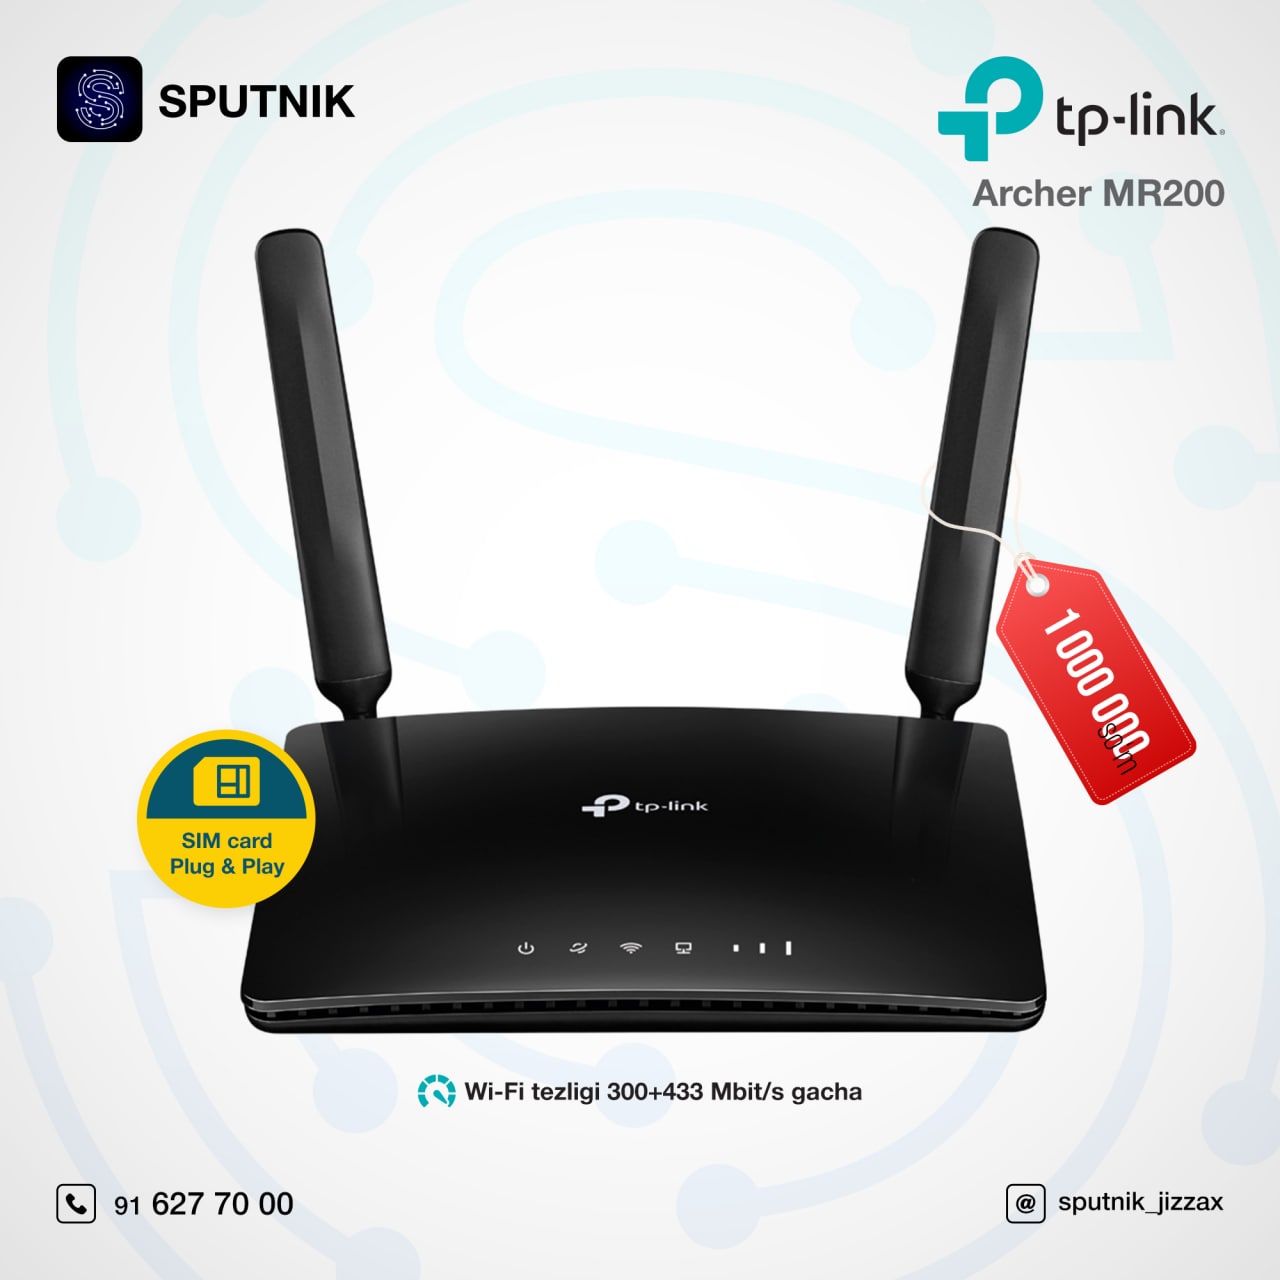 SPUTNIK
tp-link
Archer MR200
1 000 000
so'm
tp-link
SIM card
Plug & Play
Wi-Fi tezligi 300+433 Mbit/s gacha
91 627 70 00
@ sputnik_jizzax